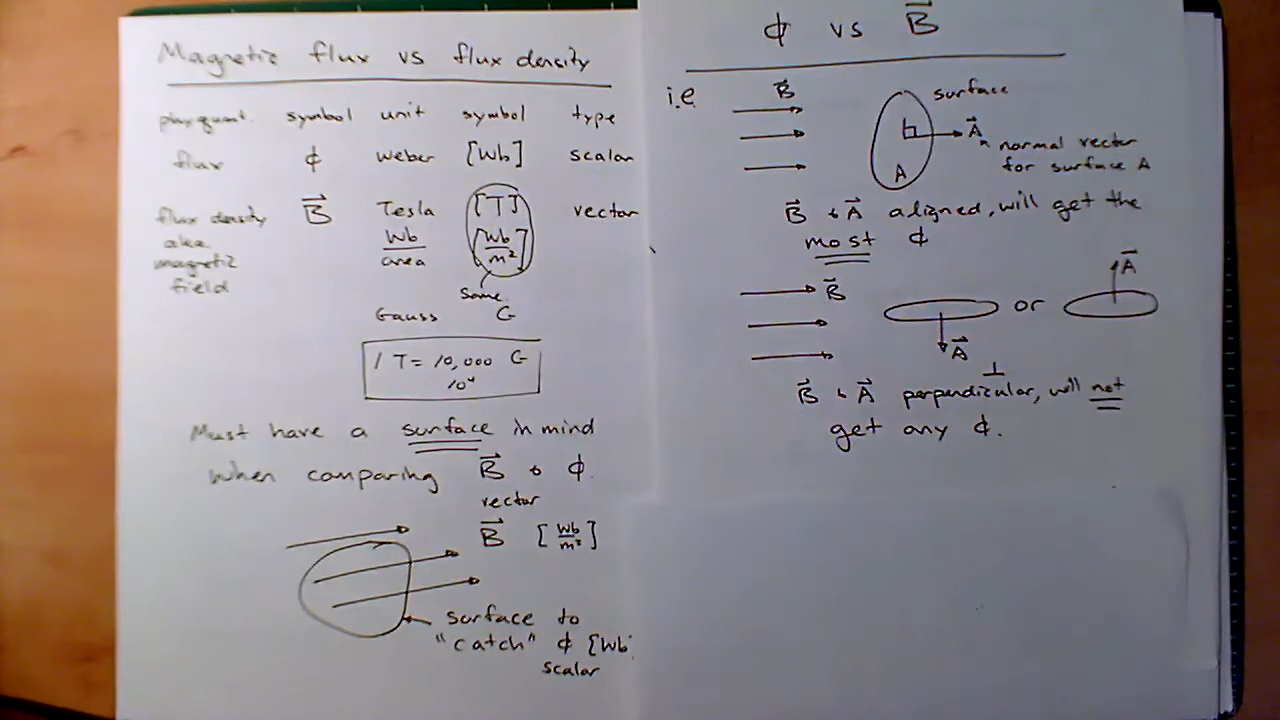 Magnetic flux vs flux density
phys quant. symbol unit symbol type
flux ϕ Weber [Wb] scalar
flux density B⃗ Tesla [T] vector
aka Wb/area [Wb/m²]
magnetic
field
same
Gauss G
1 T = 10,000 G
10⁴
Must have a surface in mind
when comparing B⃗ & ϕ.
vector
B⃗ [Wb/m²]
surface to
"catch" ϕ [Wb]
scalar
ϕ vs B⃗
i.e
B⃗
surface
A⃗
normal vector
for surface A
A
B⃗ & A⃗ aligned, will get the
most ϕ
B⃗
A⃗
or
A⃗
⊥
B⃗ & A⃗ perpendicular, will not
get any ϕ.